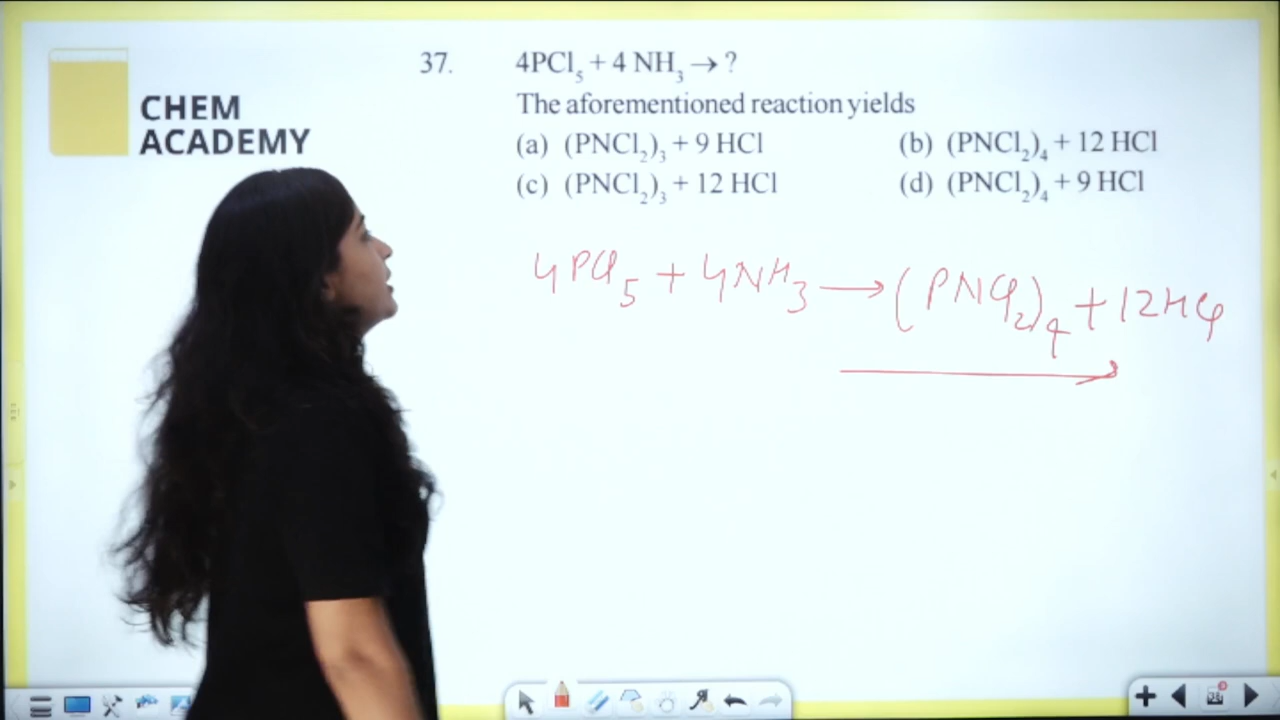 CHEM
ACADEMY
37. 4PCl₅ + 4 NH₃ → ?
The aforementioned reaction yields
(a) (PNCl₂)₃ + 9 HCl (b) (PNCl₂)₄ + 12 HCl
(c) (PNCl₂)₃ + 12 HCl (d) (PNCl₂)₄ + 9 HCl
4PCl₅ + 4NH₃ → (PNCl₂)₄ + 12HCl